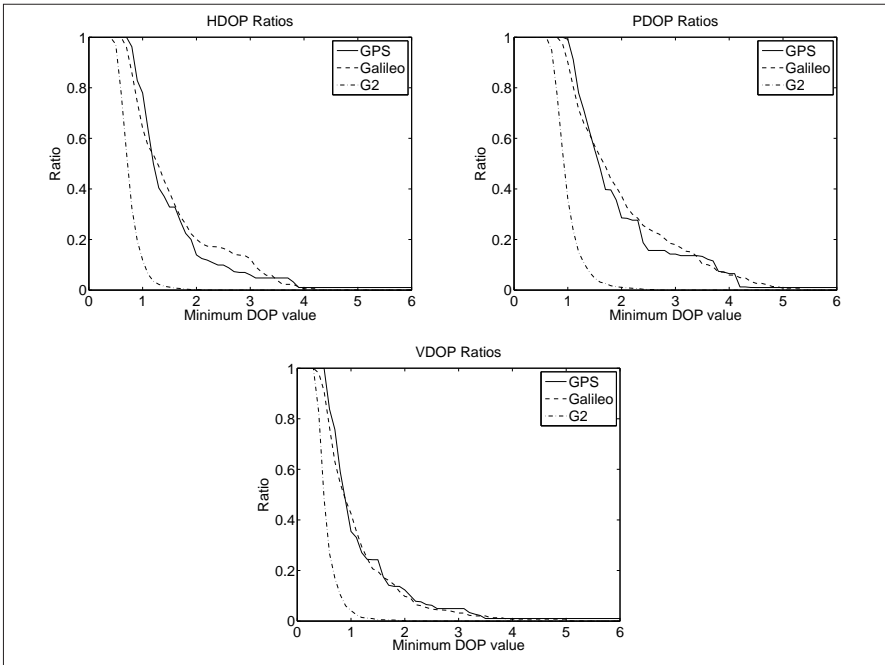 HDOP Ratios
1
0.8
0.6
0.4
0.2
0
Ratio
0 1 2 3 4 5 6
Minimum DOP value
GPS
Galileo
G2
PDOP Ratios
1
0.8
0.6
0.4
0.2
0
Ratio
0 1 2 3 4 5 6
Minimum DOP value
GPS
Galileo
G2
VDOP Ratios
1
0.8
0.6
0.4
0.2
0
Ratio
0 1 2 3 4 5 6
Minimum DOP value
GPS
Galileo
G2